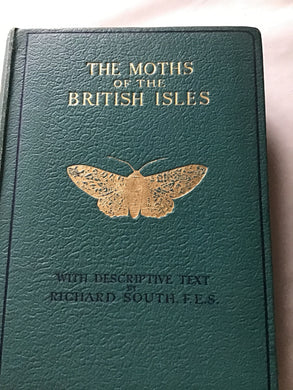 THE MOTHS
OF THE
BRITISH ISLES
WITH DESCRIPTIVE TEXT
BY
RICHARD SOUTH, F.E.S.